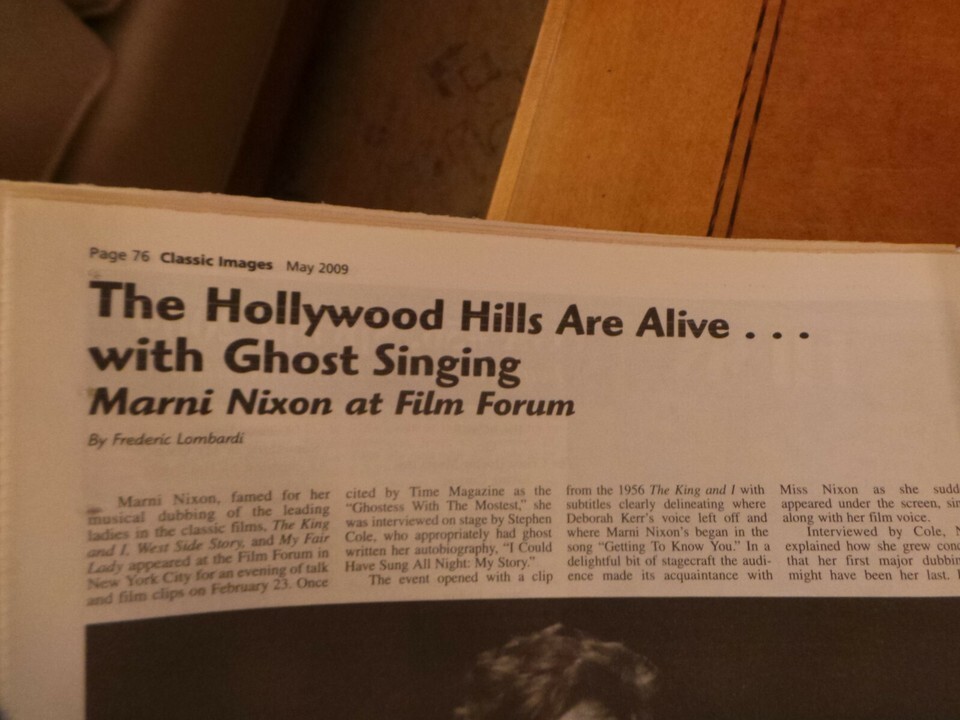 Page 76 Classic Images May 2009
The Hollywood Hills Are Alive . . .
with Ghost Singing
Marni Nixon at Film Forum
By Frederic Lombardi
Marni Nixon, famed for her
musical dubbing of the leading
ladies in the classic films, The King
and I, West Side Story, and My Fair
Lady appeared at the Film Forum in
New York City for an evening of talk
and film clips on February 23. Once
cited by Time Magazine as the
“Ghostess With The Mostest,” she
was interviewed on stage by Stephen
Cole, who appropriately had ghost
written her autobiography, “I Could
Have Sung All Night: My Story.”
The event opened with a clip
from the 1956 The King and I with
subtitles clearly delineating where
Deborah Kerr’s voice left off and
where Marni Nixon’s began in the
song “Getting To Know You.” In a
delightful bit of stagecraft the audi-
ence made its acquaintance with
Miss Nixon as she
appeared under the screen,
along with her film voice.
Interviewed by Cole,
explained how she grew
that her first major
might have been her last.